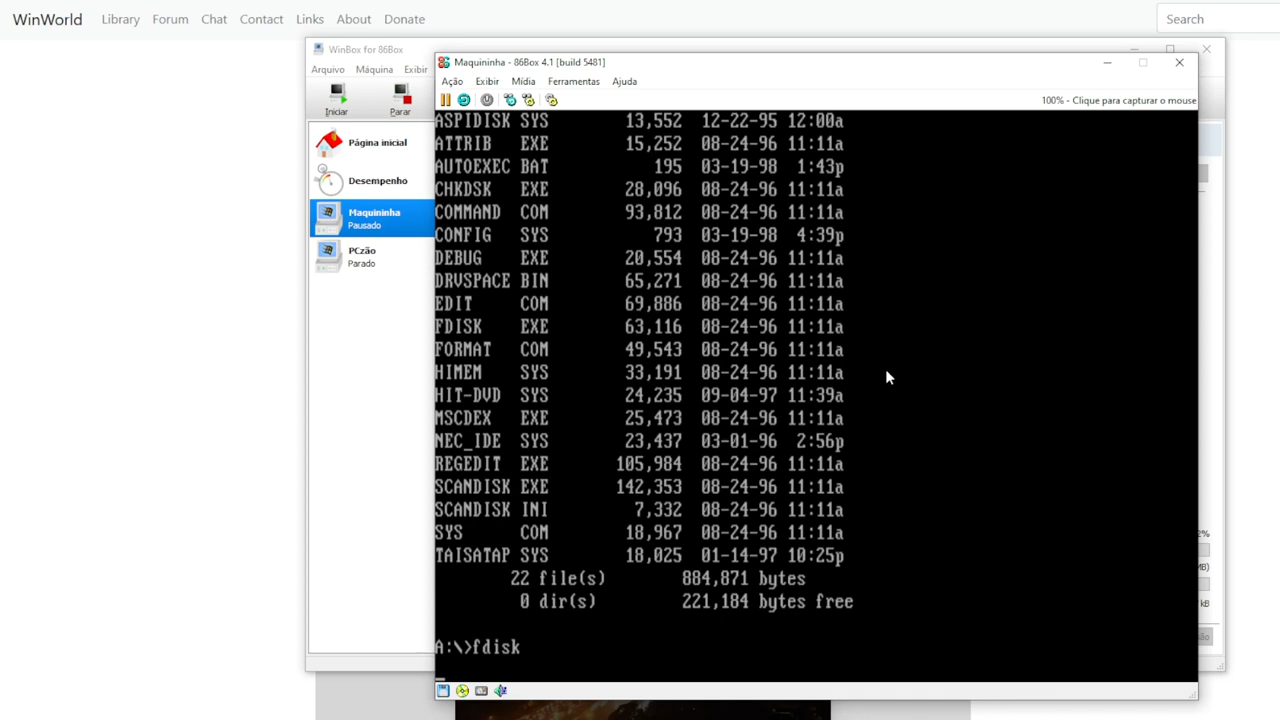 WinWorld Library Forum Chat Contact Links About Donate Search
WinBox for 86Box
Arquivo Máquina Exibir
Iniciar Parar
Página inicial
Desempenho
Maquininha
Pausado
PCzão
Parado
Maquininha - 86Box 4.1 [build 5481]
Ação Exibir Mídia Ferramentas Ajuda
100% - Clique para capturar o mouse
ASPIDISK SYS 13,552 12-22-95 12:00a
ATTRIB EXE 15,252 08-24-96 11:11a
AUTOEXEC BAT 195 03-19-98 1:43p
CHKDSK EXE 28,096 08-24-96 11:11a
COMMAND COM 93,812 08-24-96 11:11a
CONFIG SYS 793 03-19-98 4:39p
DEBUG EXE 20,554 08-24-96 11:11a
DRVSPACE BIN 65,271 08-24-96 11:11a
EDIT COM 69,886 08-24-96 11:11a
FDISK EXE 63,116 08-24-96 11:11a
FORMAT COM 49,543 08-24-96 11:11a
HIMEM SYS 33,191 08-24-96 11:11a
HIT-DVD SYS 24,235 09-04-97 11:39a
MSCDEX EXE 25,473 08-24-96 11:11a
NEC_IDE SYS 23,437 03-01-96 2:56p
REGEDIT EXE 105,984 08-24-96 11:11a
SCANDISK EXE 142,353 08-24-96 11:11a
SCANDISK INI 7,332 08-24-96 11:11a
SYS COM 18,967 08-24-96 11:11a
TAISATAP SYS 18,025 01-14-97 10:25p
22 file(s) 884,871 bytes
0 dir(s) 221,184 bytes free
A:\>fdisk